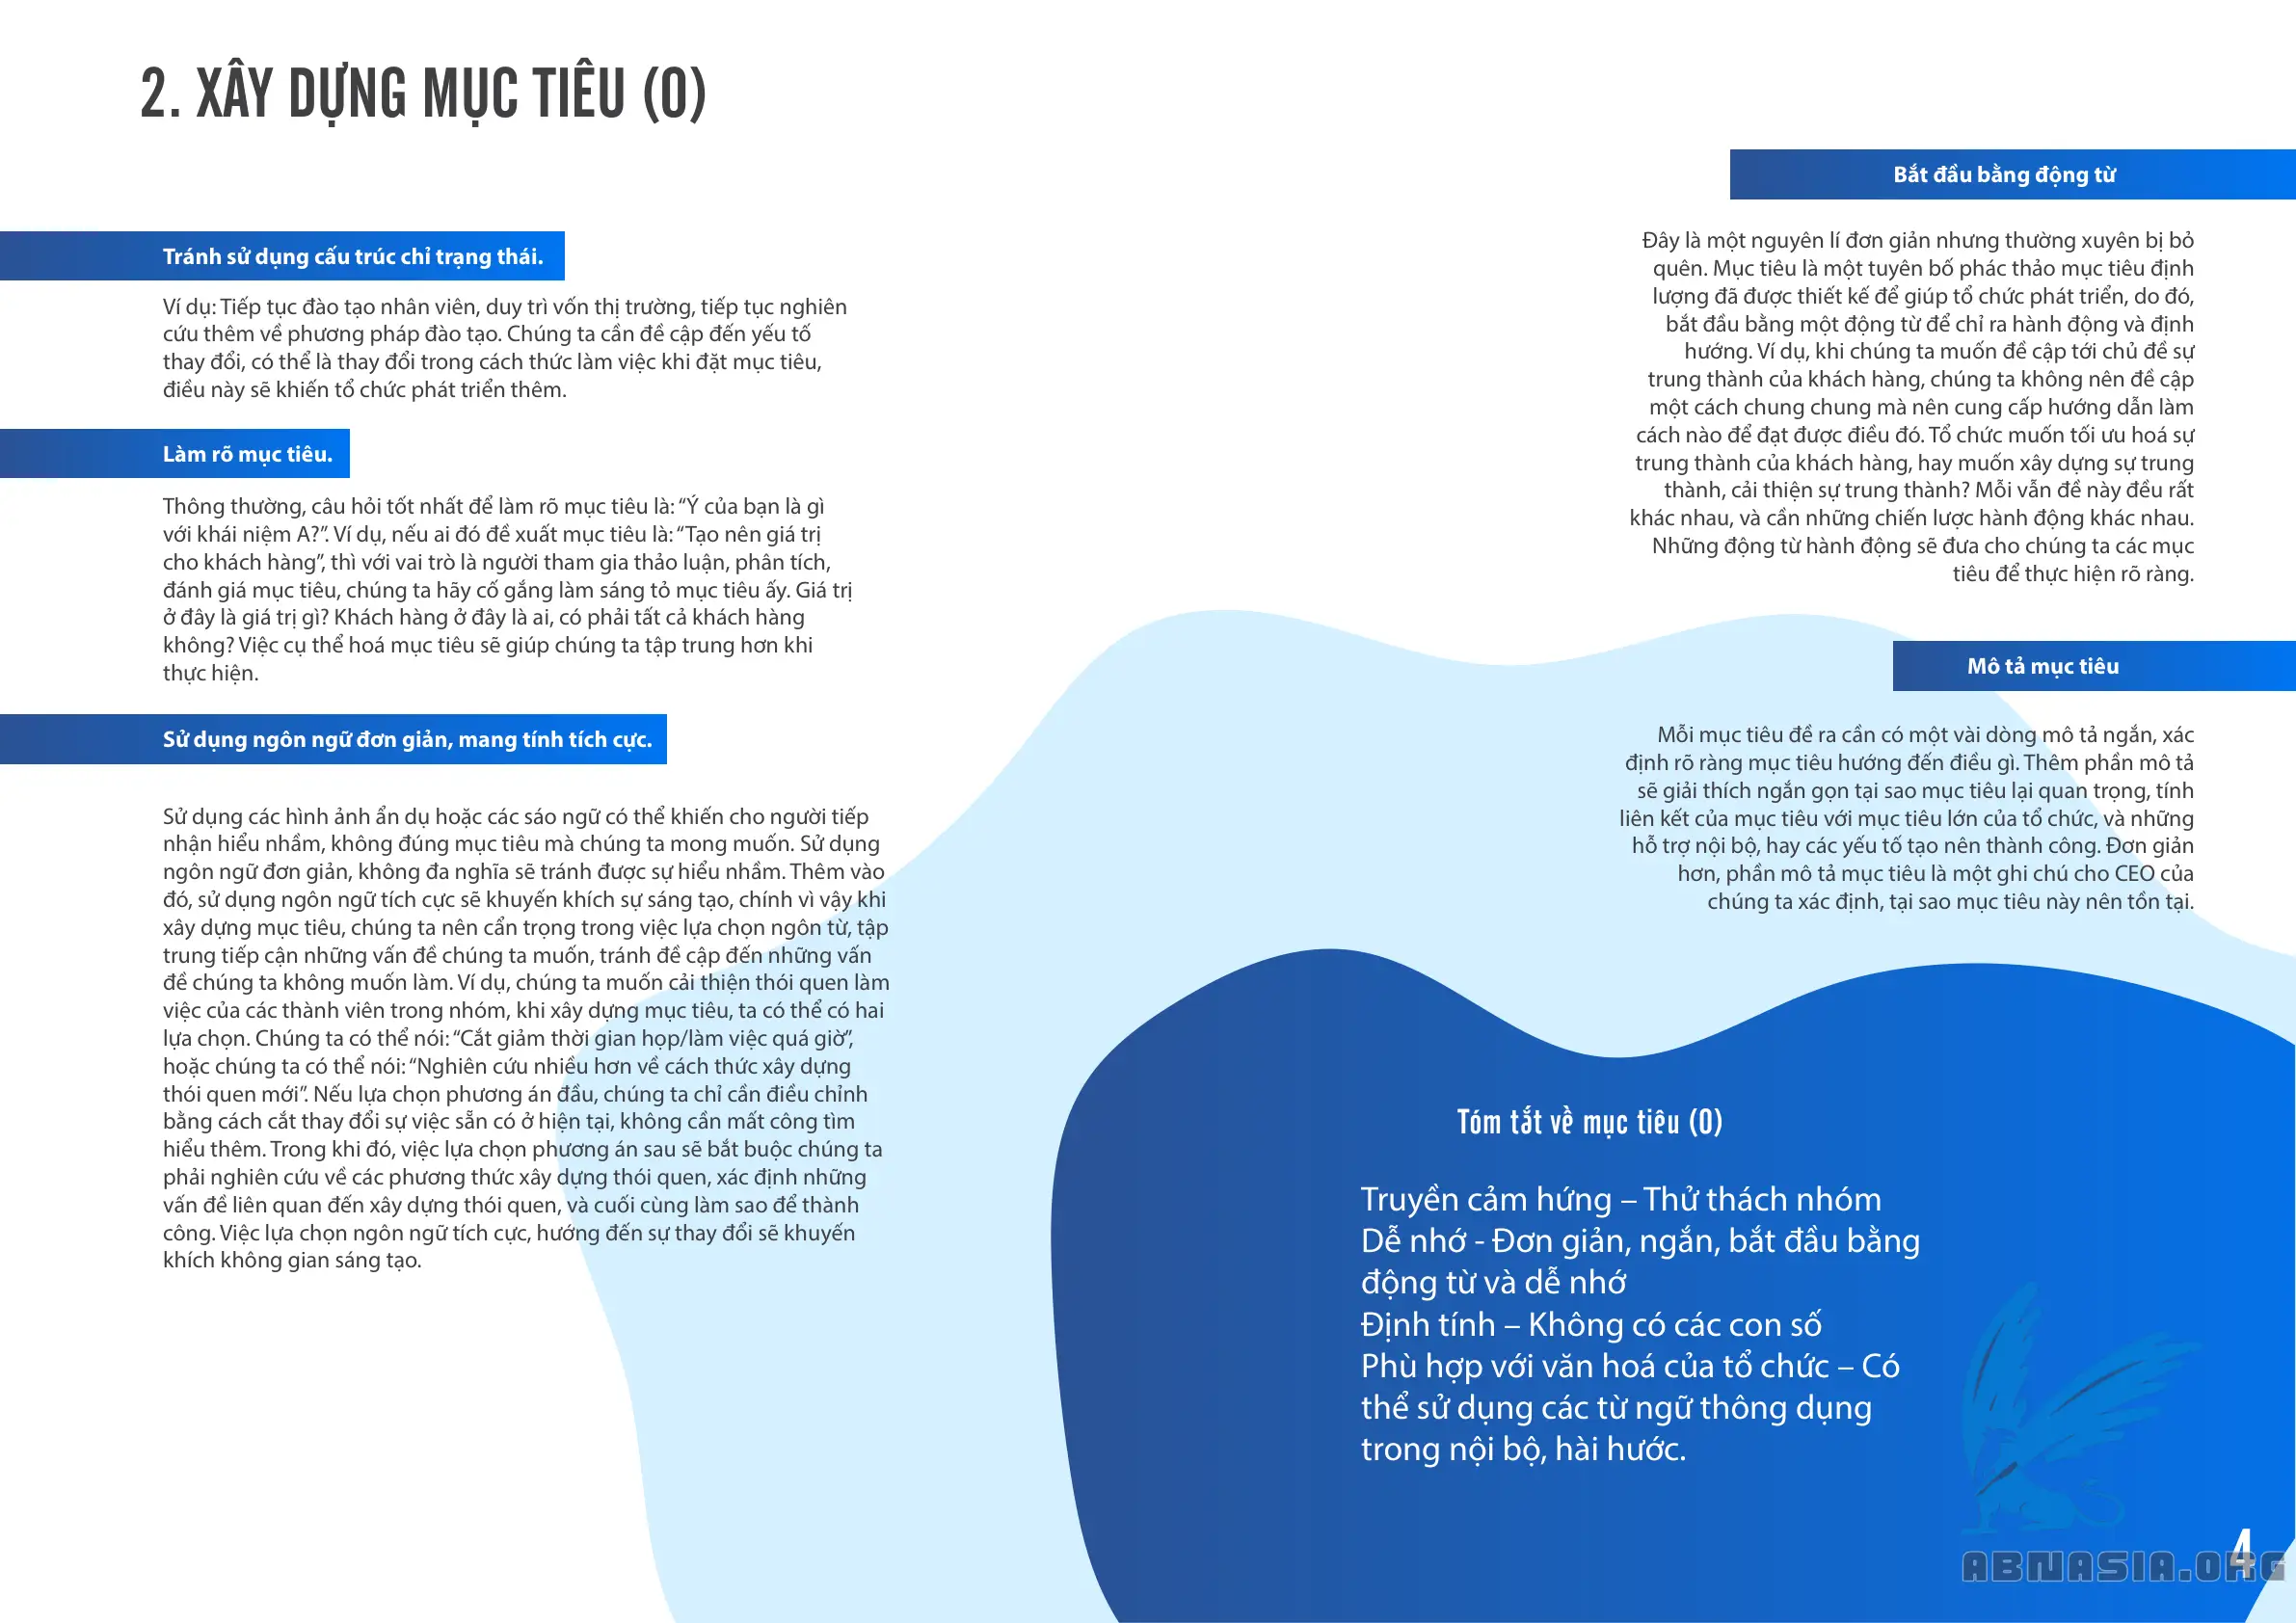 2. XÂY DỰNG MỤC TIÊU (O)
Tránh sử dụng cấu trúc chỉ trạng thái.
Ví dụ: Tiếp tục đào tạo nhân viên, duy trì vốn thị trường, tiếp tục nghiên
cứu thêm về phương pháp đào tạo. Chúng ta cần đề cập đến yếu tố
thay đổi, có thể là thay đổi trong cách thức làm việc khi đặt mục tiêu,
điều này sẽ khiến tổ chức phát triển thêm.
Làm rõ mục tiêu.
Thông thường, câu hỏi tốt nhất để làm rõ mục tiêu là: “Ý của bạn là gì
với khái niệm A?”. Ví dụ, nếu ai đó đề xuất mục tiêu là: “Tạo nên giá trị
cho khách hàng”, thì với vai trò là người tham gia thảo luận, phân tích,
đánh giá mục tiêu, chúng ta hãy cố gắng làm sáng tỏ mục tiêu ấy. Giá trị
ở đây là giá trị gì? Khách hàng ở đây là ai, có phải tất cả khách hàng
không? Việc cụ thể hoá mục tiêu sẽ giúp chúng ta tập trung hơn khi
thực hiện.
Sử dụng ngôn ngữ đơn giản, mang tính tích cực.
Sử dụng các hình ảnh ẩn dụ hoặc các sáo ngữ có thể khiến cho người tiếp
nhận hiểu nhầm, không đúng mục tiêu mà chúng ta mong muốn. Sử dụng
ngôn ngữ đơn giản, không đa nghĩa sẽ tránh được sự hiểu nhầm. Thêm vào
đó, sử dụng ngôn ngữ tích cực sẽ khuyến khích sự sáng tạo, chính vì vậy khi
xây dựng mục tiêu, chúng ta nên cẩn trọng trong việc lựa chọn ngôn từ, tập
trung tiếp cận những vấn đề chúng ta muốn, tránh đề cập đến những vấn
đề chúng ta không muốn làm. Ví dụ, chúng ta muốn cải thiện thói quen làm
việc của các thành viên trong nhóm, khi xây dựng mục tiêu, ta có thể có hai
lựa chọn. Chúng ta có thể nói: “Cắt giảm thời gian họp/làm việc quá giờ”,
hoặc chúng ta có thể nói: “Nghiên cứu nhiều hơn về cách thức xây dựng
thói quen mới”. Nếu lựa chọn phương án đầu, chúng ta chỉ cần điều chỉnh
bằng cách cắt thay đổi sự việc sẵn có ở hiện tại, không cần mất công tìm
hiểu thêm. Trong khi đó, việc lựa chọn phương án sau sẽ bắt buộc chúng ta
phải nghiên cứu về các phương thức xây dựng thói quen, xác định những
vấn đề liên quan đến xây dựng thói quen, và cuối cùng làm sao để thành
công. Việc lựa chọn ngôn ngữ tích cực, hướng đến sự thay đổi sẽ khuyến
khích không gian sáng tạo.
Bắt đầu bằng động từ
Đây là một nguyên lí đơn giản nhưng thường xuyên bị bỏ
quên. Mục tiêu là một tuyên bố phác thảo mục tiêu định
lượng đã được thiết kế để giúp tổ chức phát triển, do đó,
bắt đầu bằng một động từ để chỉ ra hành động và định
hướng. Ví dụ, khi chúng ta muốn đề cập tới chủ đề sự
trung thành của khách hàng, chúng ta không nên đề cập
một cách chung chung mà nên cung cấp hướng dẫn làm
cách nào để đạt được điều đó. Tổ chức muốn tối ưu hoá sự
trung thành của khách hàng, hay muốn xây dựng sự trung
thành, cải thiện sự trung thành? Mỗi vẫn đề này đều rất
khác nhau, và cần những chiến lược hành động khác nhau.
Những động từ hành động sẽ đưa cho chúng ta các mục
tiêu để thực hiện rõ ràng.
Mô tả mục tiêu
Mỗi mục tiêu đề ra cần có một vài dòng mô tả ngắn, xác
định rõ ràng mục tiêu hướng đến điều gì. Thêm phần mô tả
sẽ giải thích ngắn gọn tại sao mục tiêu lại quan trọng, tính
liên kết của mục tiêu với mục tiêu lớn của tổ chức, và những
hỗ trợ nội bộ, hay các yếu tố tạo nên thành công. Đơn giản
hơn, phần mô tả mục tiêu là một ghi chú cho CEO của
chúng ta xác định, tại sao mục tiêu này nên tồn tại.
Tóm tắt về mục tiêu (O)
Truyền cảm hứng – Thử thách nhóm
Dễ nhớ - Đơn giản, ngắn, bắt đầu bằng
động từ và dễ nhớ
Định tính – Không có các con số
Phù hợp với văn hoá của tổ chức – Có
thể sử dụng các từ ngữ thông dụng
trong nội bộ, hài hước.
4
ABNASIA.ORG